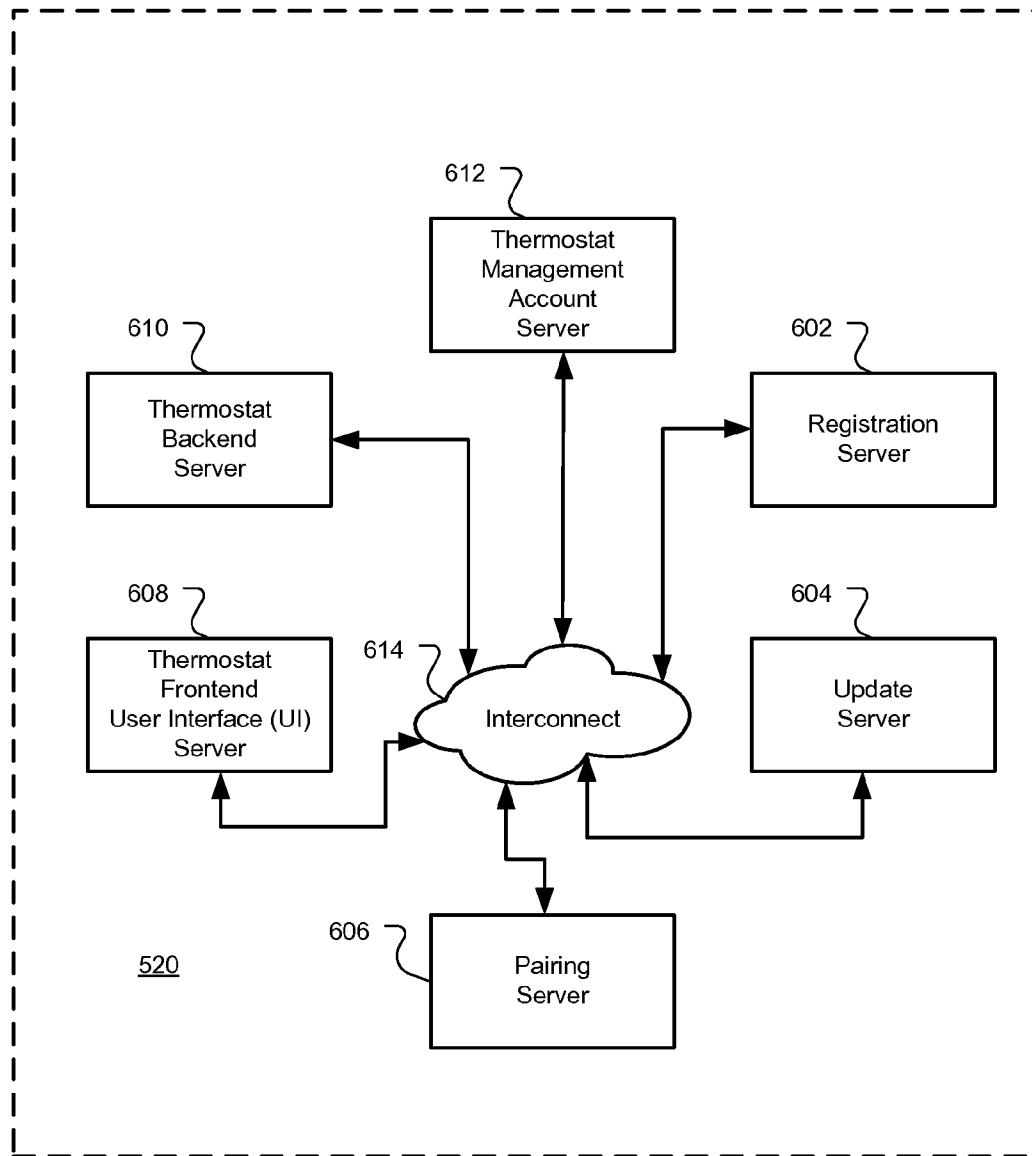 612
Thermostat
Management
Account
Server
610
Thermostat
Backend
Server
602
Registration
Server
608
Thermostat
Frontend
User Interface (UI)
Server
604
Update
Server
614
Interconnect
606
Pairing
Server
520